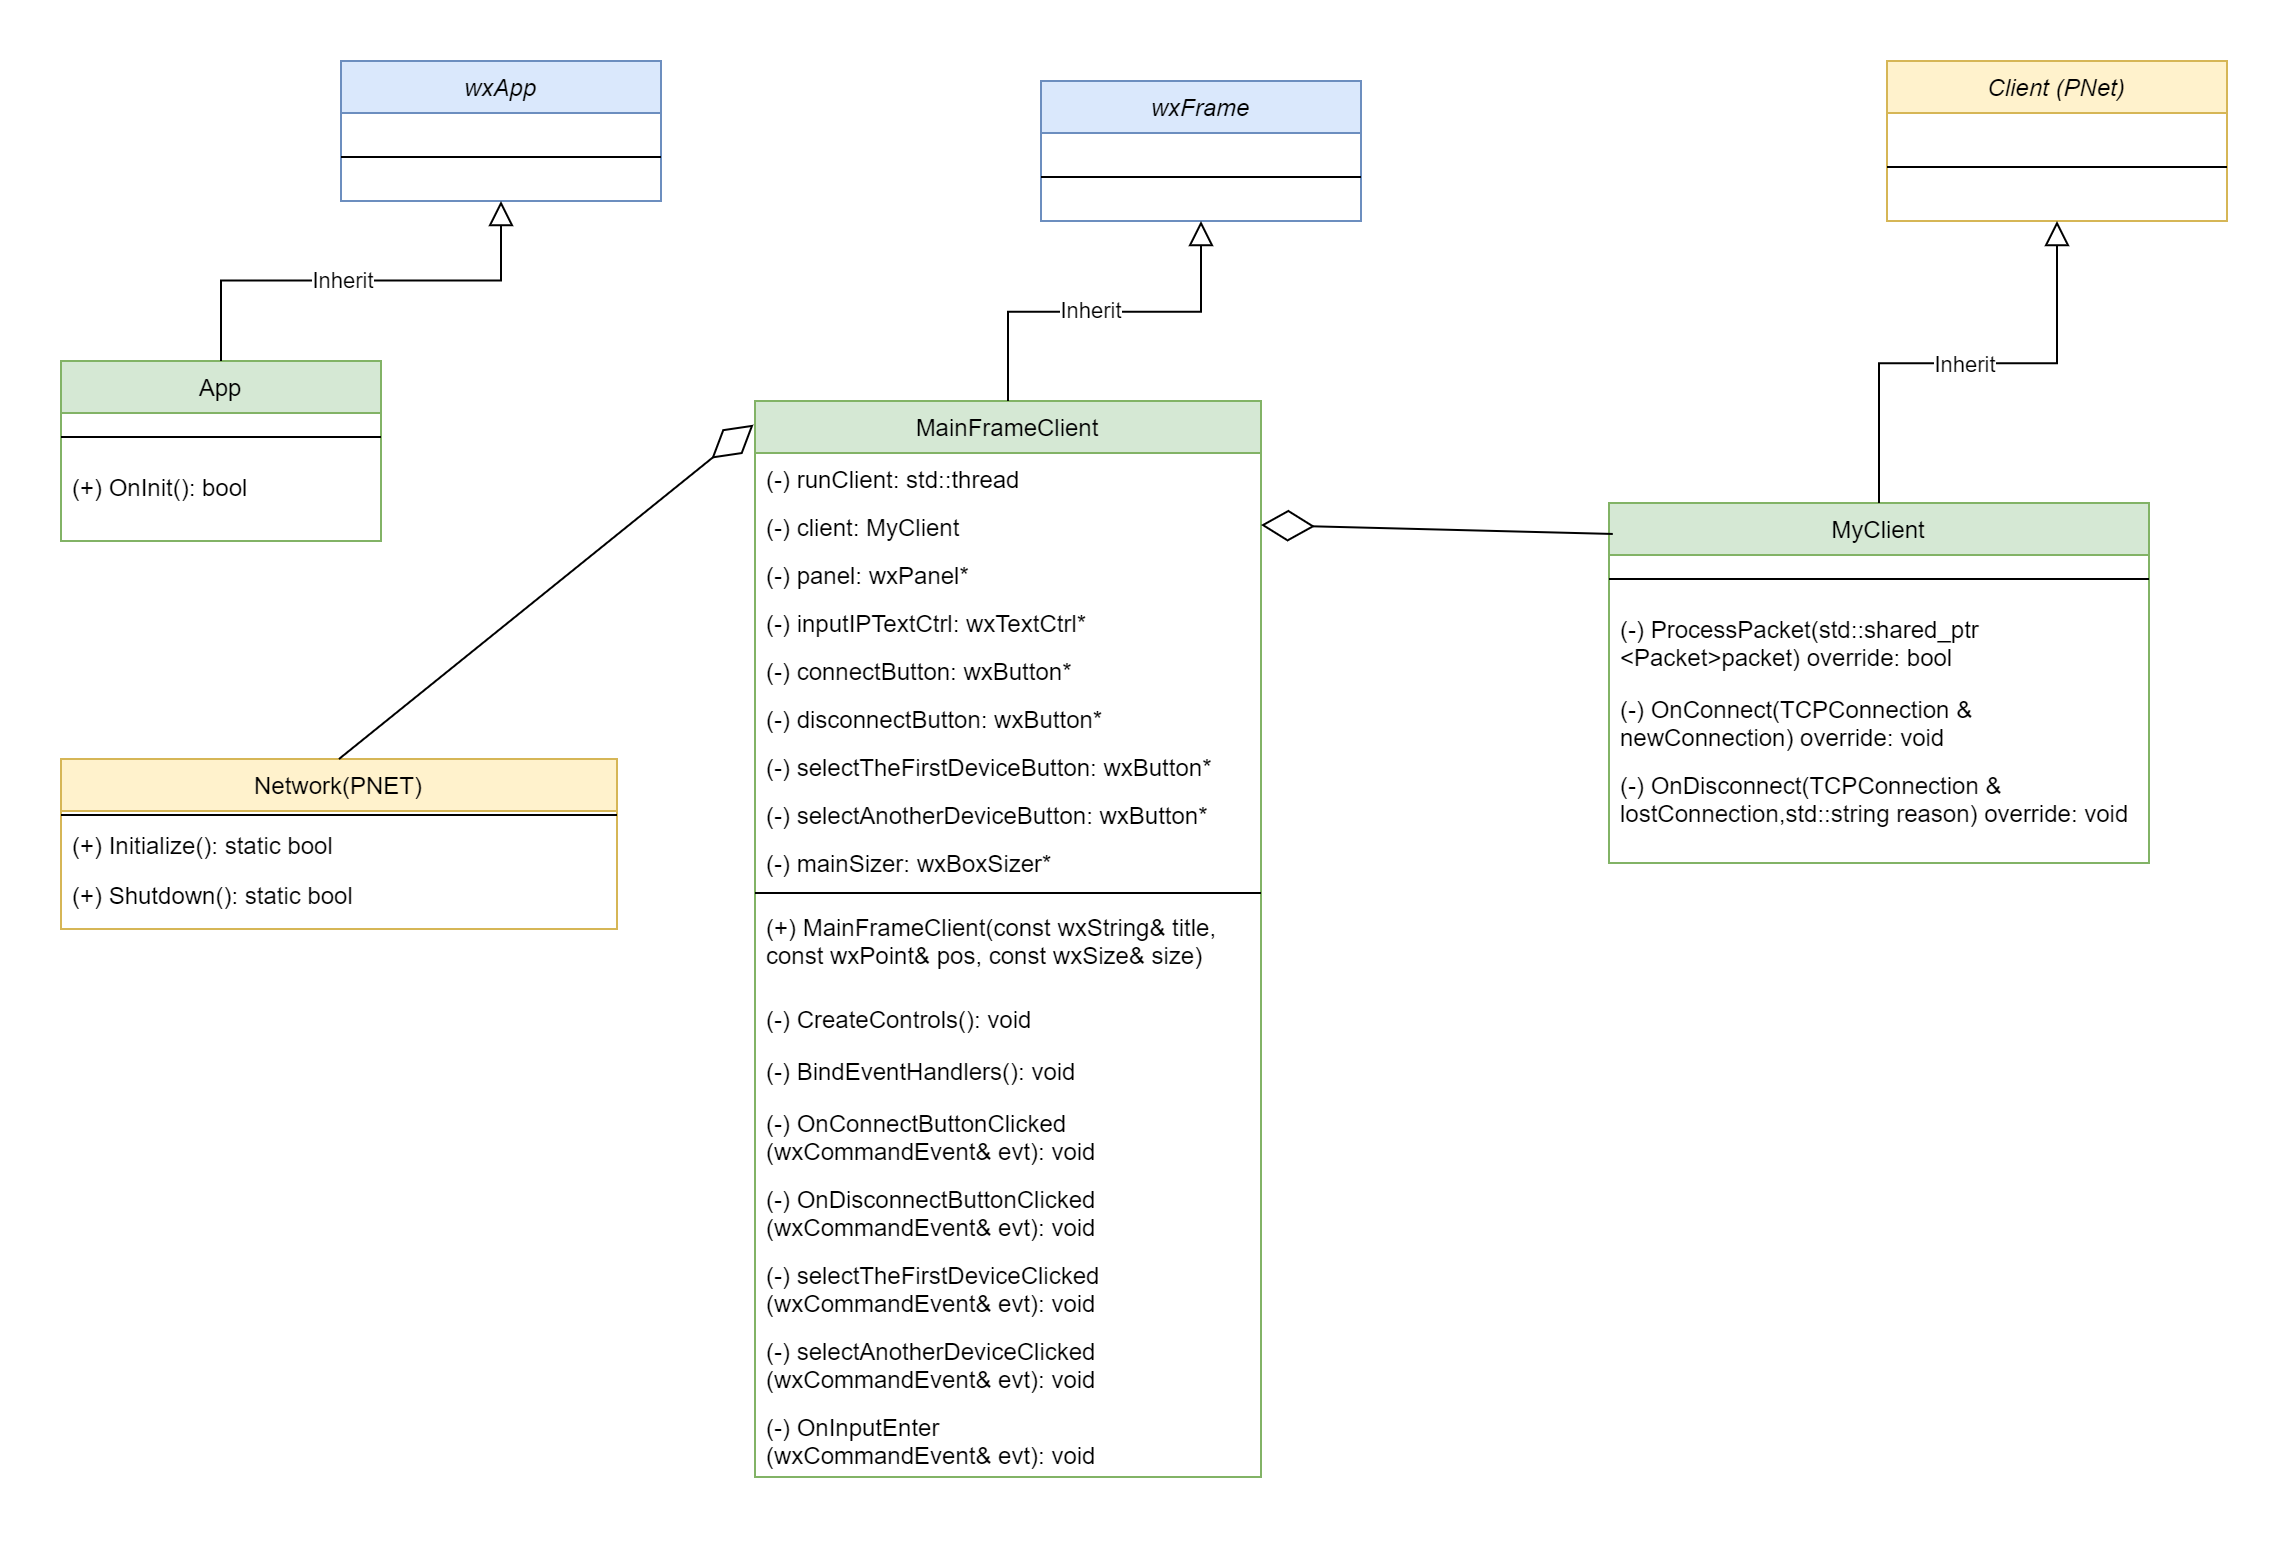 wxApp
wxFrame
Client (PNet)
Inherit
Inherit
Inherit
App
(+) OnInit(): bool
Network(PNET)
(+) Initialize(): static bool
(+) Shutdown(): static bool
MainFrameClient
(-) runClient: std::thread
(-) client: MyClient
(-) panel: wxPanel*
(-) inputIPTextCtrl: wxTextCtrl*
(-) connectButton: wxButton*
(-) disconnectButton: wxButton*
(-) selectTheFirstDeviceButton: wxButton*
(-) selectAnotherDeviceButton: wxButton*
(-) mainSizer: wxBoxSizer*
(+) MainFrameClient(const wxString& title,
const wxPoint& pos, const wxSize& size)
(-) CreateControls(): void
(-) BindEventHandlers(): void
(-) OnConnectButtonClicked
(wxCommandEvent& evt): void
(-) OnDisconnectButtonClicked
(wxCommandEvent& evt): void
(-) selectTheFirstDeviceClicked
(wxCommandEvent& evt): void
(-) selectAnotherDeviceClicked
(wxCommandEvent& evt): void
(-) OnInputEnter
(wxCommandEvent& evt): void
MyClient
(-) ProcessPacket(std::shared_ptr
<Packet>packet) override: bool
(-) OnConnect(TCPConnection &
newConnection) override: void
(-) OnDisconnect(TCPConnection &
lostConnection,std::string reason) override: void